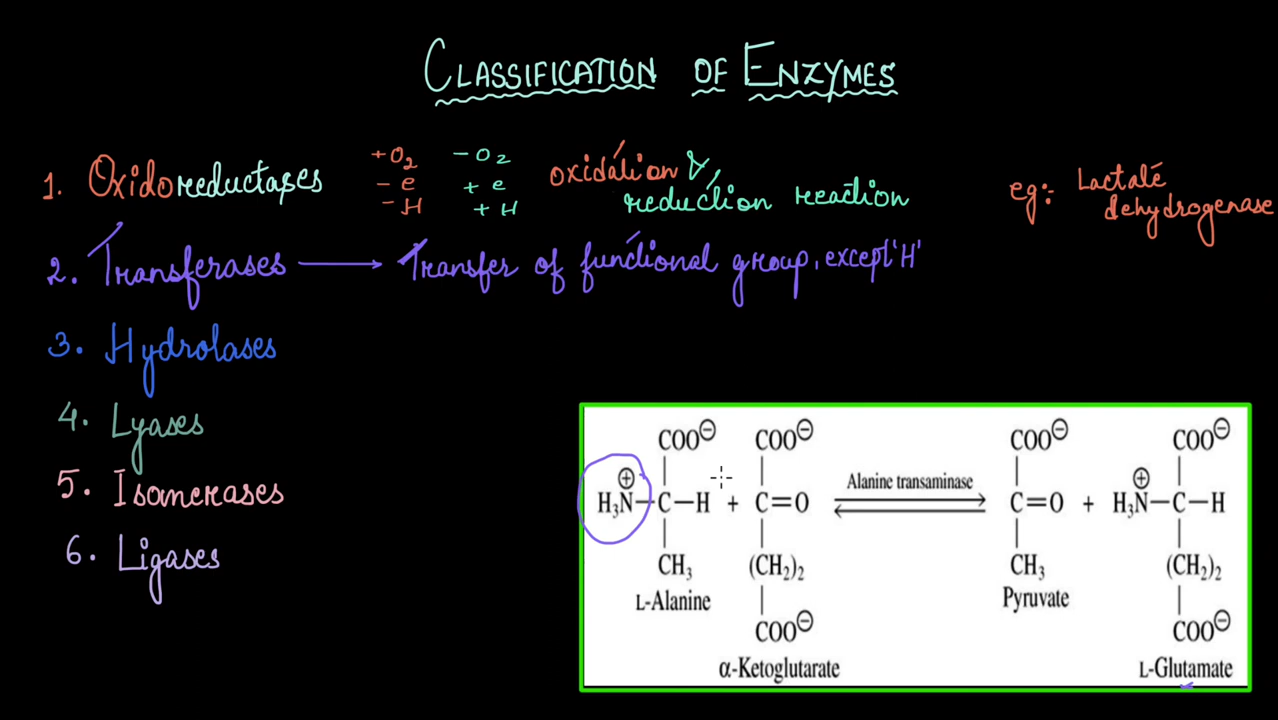 CLASSIFICATION OF ENZYMES
1. Oxidoreductases +O2 -O2 oxidation &
-e +e reduction reaction
-H +H
eg:- Lactate
dehydrogenase
2. Transferases → Transfer of functional group, except 'H'
3. Hydrolases
4. Lyases
5. Isomerases
6. Ligases
COO⊖ COO⊖ COO⊖ COO⊖
⊕ Alanine transaminase ⊕
H3N—C—H + C=O ⇌ C=O + H3N—C—H
CH3 (CH2)2 CH3 (CH2)2
L-Alanine Pyruvate
COO⊖ COO⊖
α-Ketoglutarate L-Glutamate